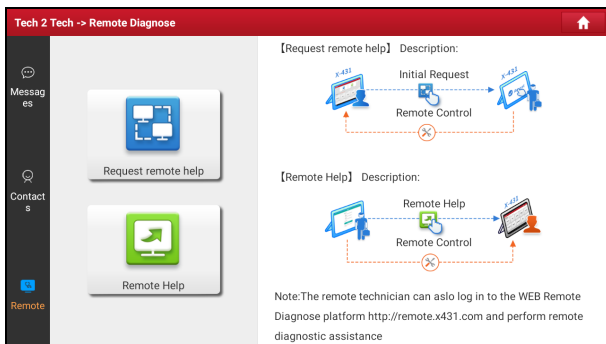 Tech 2 Tech -> Remote Diagnose
Messag
es
Contact
s
Remote
Request remote help
Remote Help
【Request remote help】 Description:
X-431
Initial Request
X-431
Remote Control
【Remote Help】 Description:
Remote Help
X-431
Remote Control
Note:The remote technician can aslo log in to the WEB Remote
Diagnose platform http://remote.x431.com and perform remote
diagnostic assistance